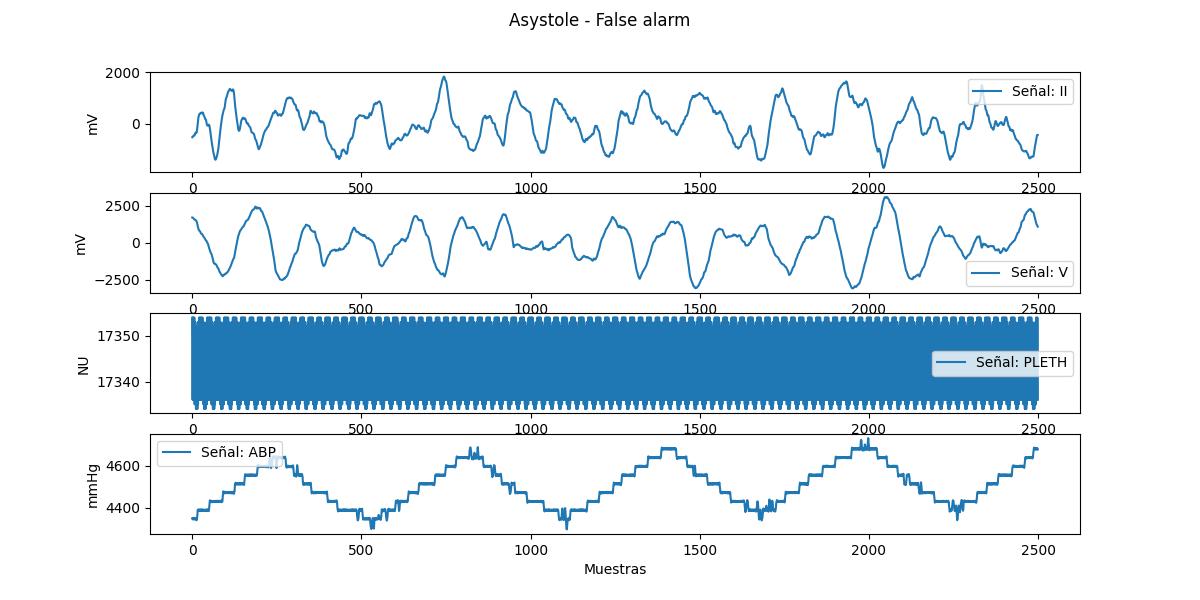 Asystole - False alarm
2000
0
mV
Señal: II
0 500 1000 1500 2000 2500
2500
0
−2500
mV
Señal: V
0 500 1000 1500 2000 2500
17350
17340
NU
Señal: PLETH
0 500 1000 1500 2000 2500
4600
4400
mmHg
Señal: ABP
0 500 1000 1500 2000 2500
Muestras